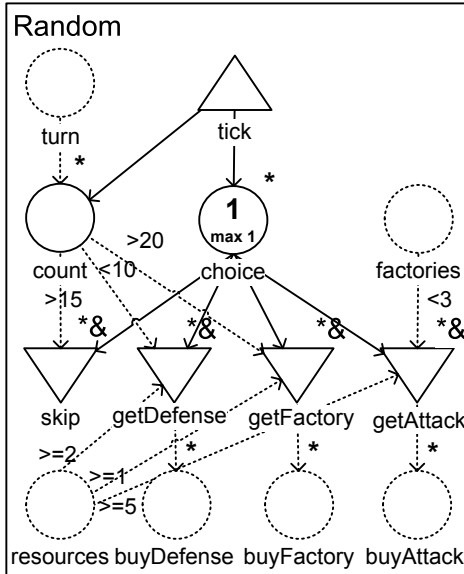 Random
turn
tick
*
*
1
max 1
>20
count
<10
choice
factories
>15
<3
*&
*&
*&
*&
skip
getDefense
getFactory
getAttack
>=2
*
*
*
>=1
>=5
resources
buyDefense
buyFactory
buyAttack